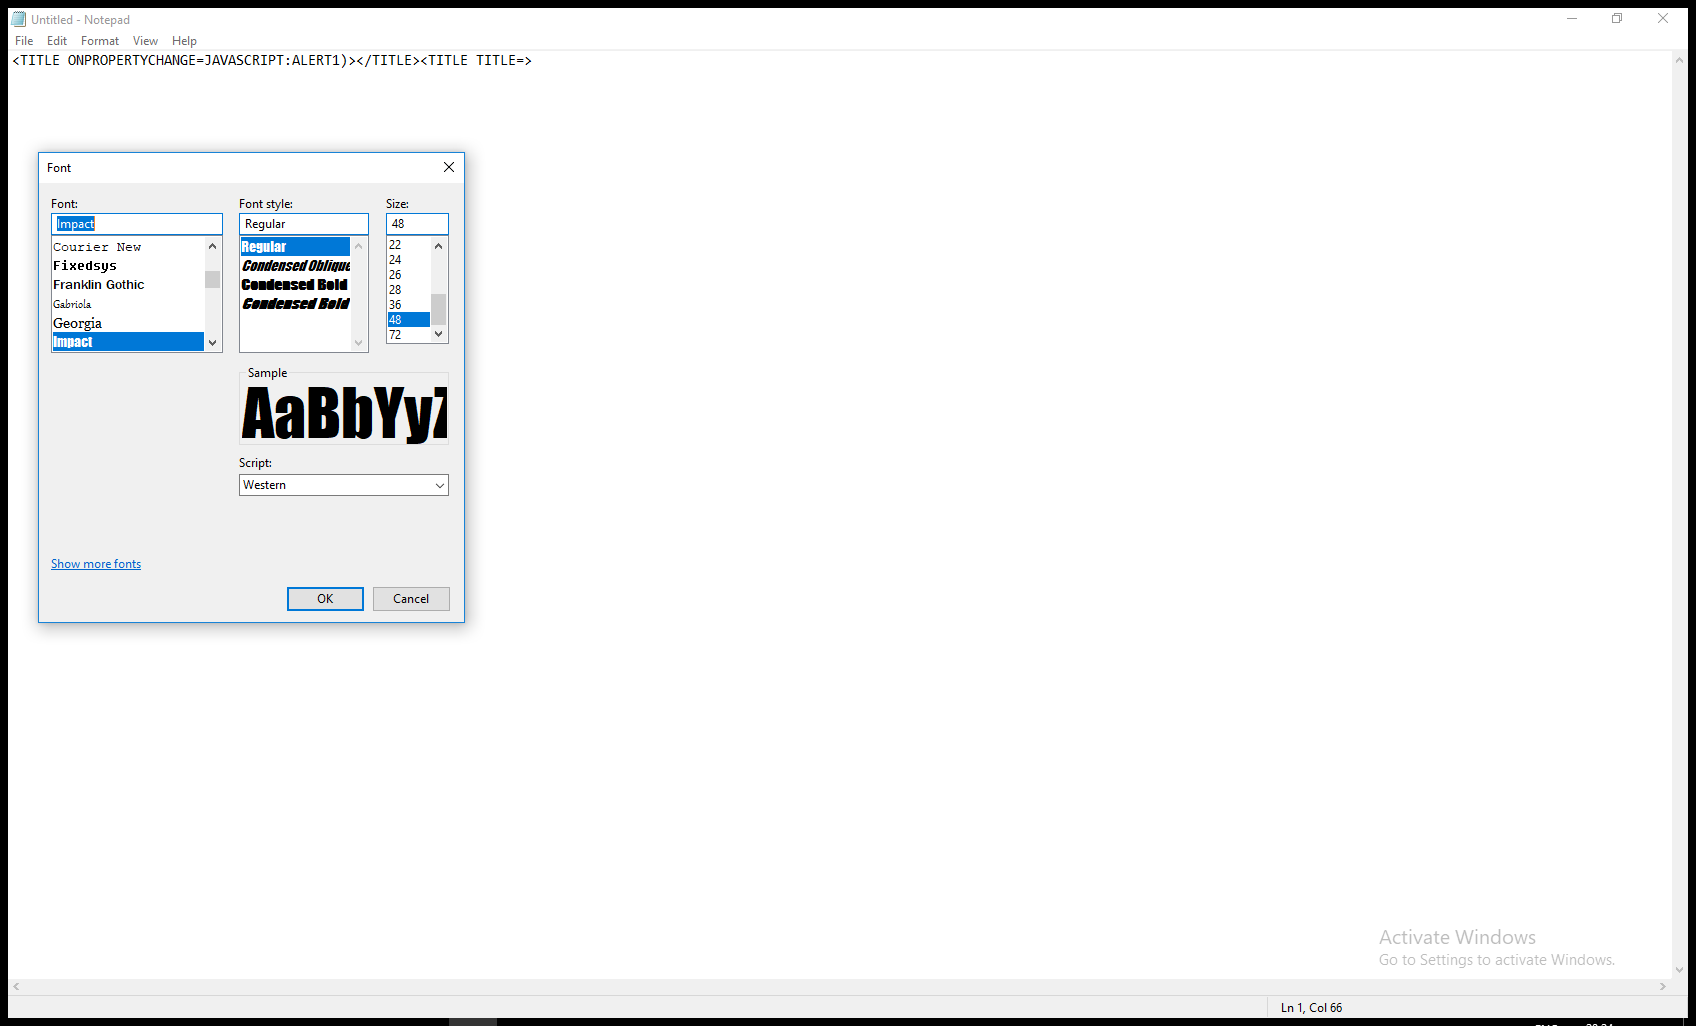 Untitled - Notepad
File Edit Format View Help
<TITLE ONPROPERTYCHANGE=JAVASCRIPT:ALERT1)></TITLE><TITLE TITLE=>
Font
Font: Font style: Size:
Impact Regular 48
Courier New
Fixedsys
Franklin Gothic
Gabriola
Georgia
Impact
Regular
Condensed Oblique
Condensed Bold
Condensed Bold
22
24
26
28
36
48
72
Sample
AaBbYyZ
Script:
Western
Show more fonts
OK Cancel
Activate Windows
Go to Settings to activate Windows.
Ln 1, Col 66